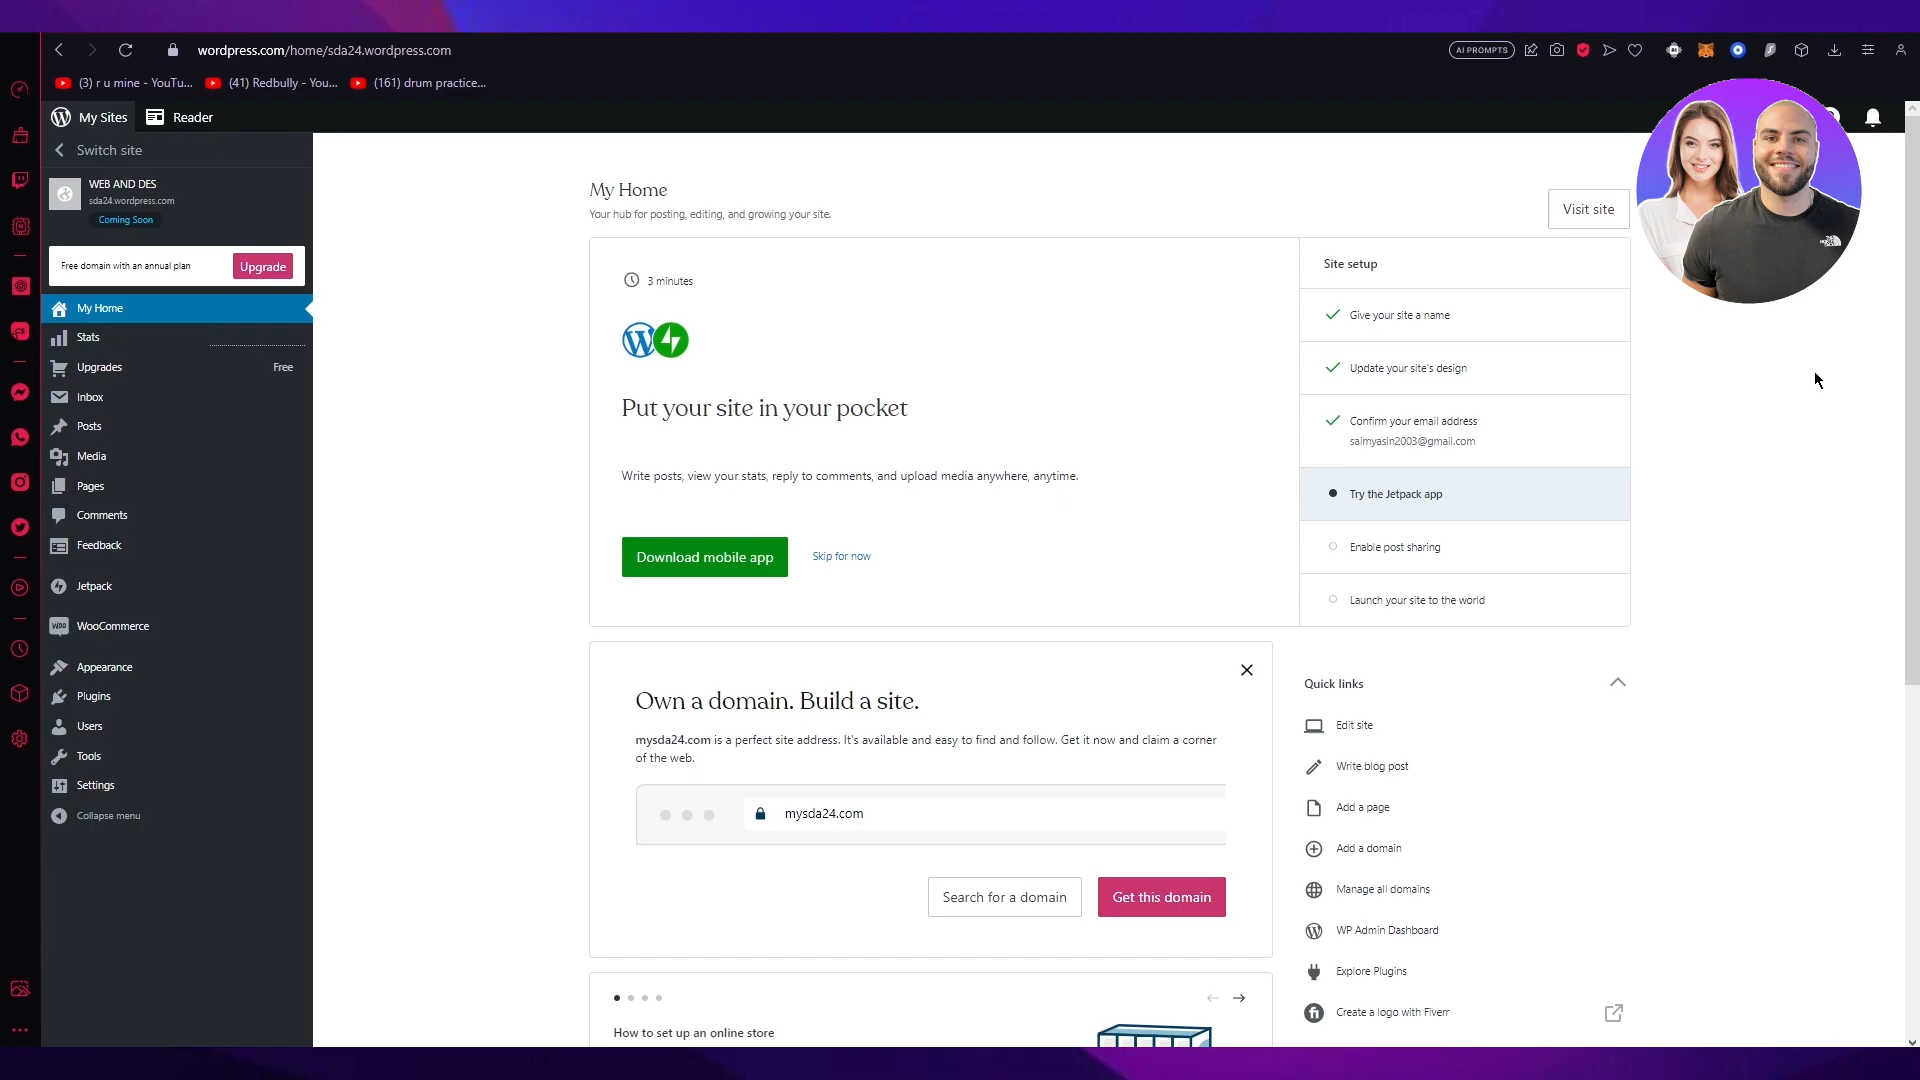 wordpress.com/home/sda24.wordpress.com
AI PROMPTS
(3) r u mine - YouTu...
(41) Redbully - You...
(161) drum practice...
My Sites
Reader
Switch site
WEB AND DES
sda24.wordpress.com
Coming Soon
Free domain with an annual plan
Upgrade
My Home
Stats
Upgrades
Free
Inbox
Posts
Media
Pages
Comments
Feedback
Jetpack
WooCommerce
Appearance
Plugins
Users
Tools
Settings
Collapse menu
My Home
Your hub for posting, editing, and growing your site.
Visit site
3 minutes
Put your site in your pocket
Write posts, view your stats, reply to comments, and upload media anywhere, anytime.
Download mobile app
Skip for now
Site setup
Give your site a name
Update your site's design
Confirm your email address
saimyasin2003@gmail.com
Try the Jetpack app
Enable post sharing
Launch your site to the world
Own a domain. Build a site.
mysda24.com is a perfect site address. It's available and easy to find and follow. Get it now and claim a corner
of the web.
mysda24.com
Search for a domain
Get this domain
How to set up an online store
Quick links
Edit site
Write blog post
Add a page
Add a domain
Manage all domains
WP Admin Dashboard
Explore Plugins
Create a logo with Fiverr